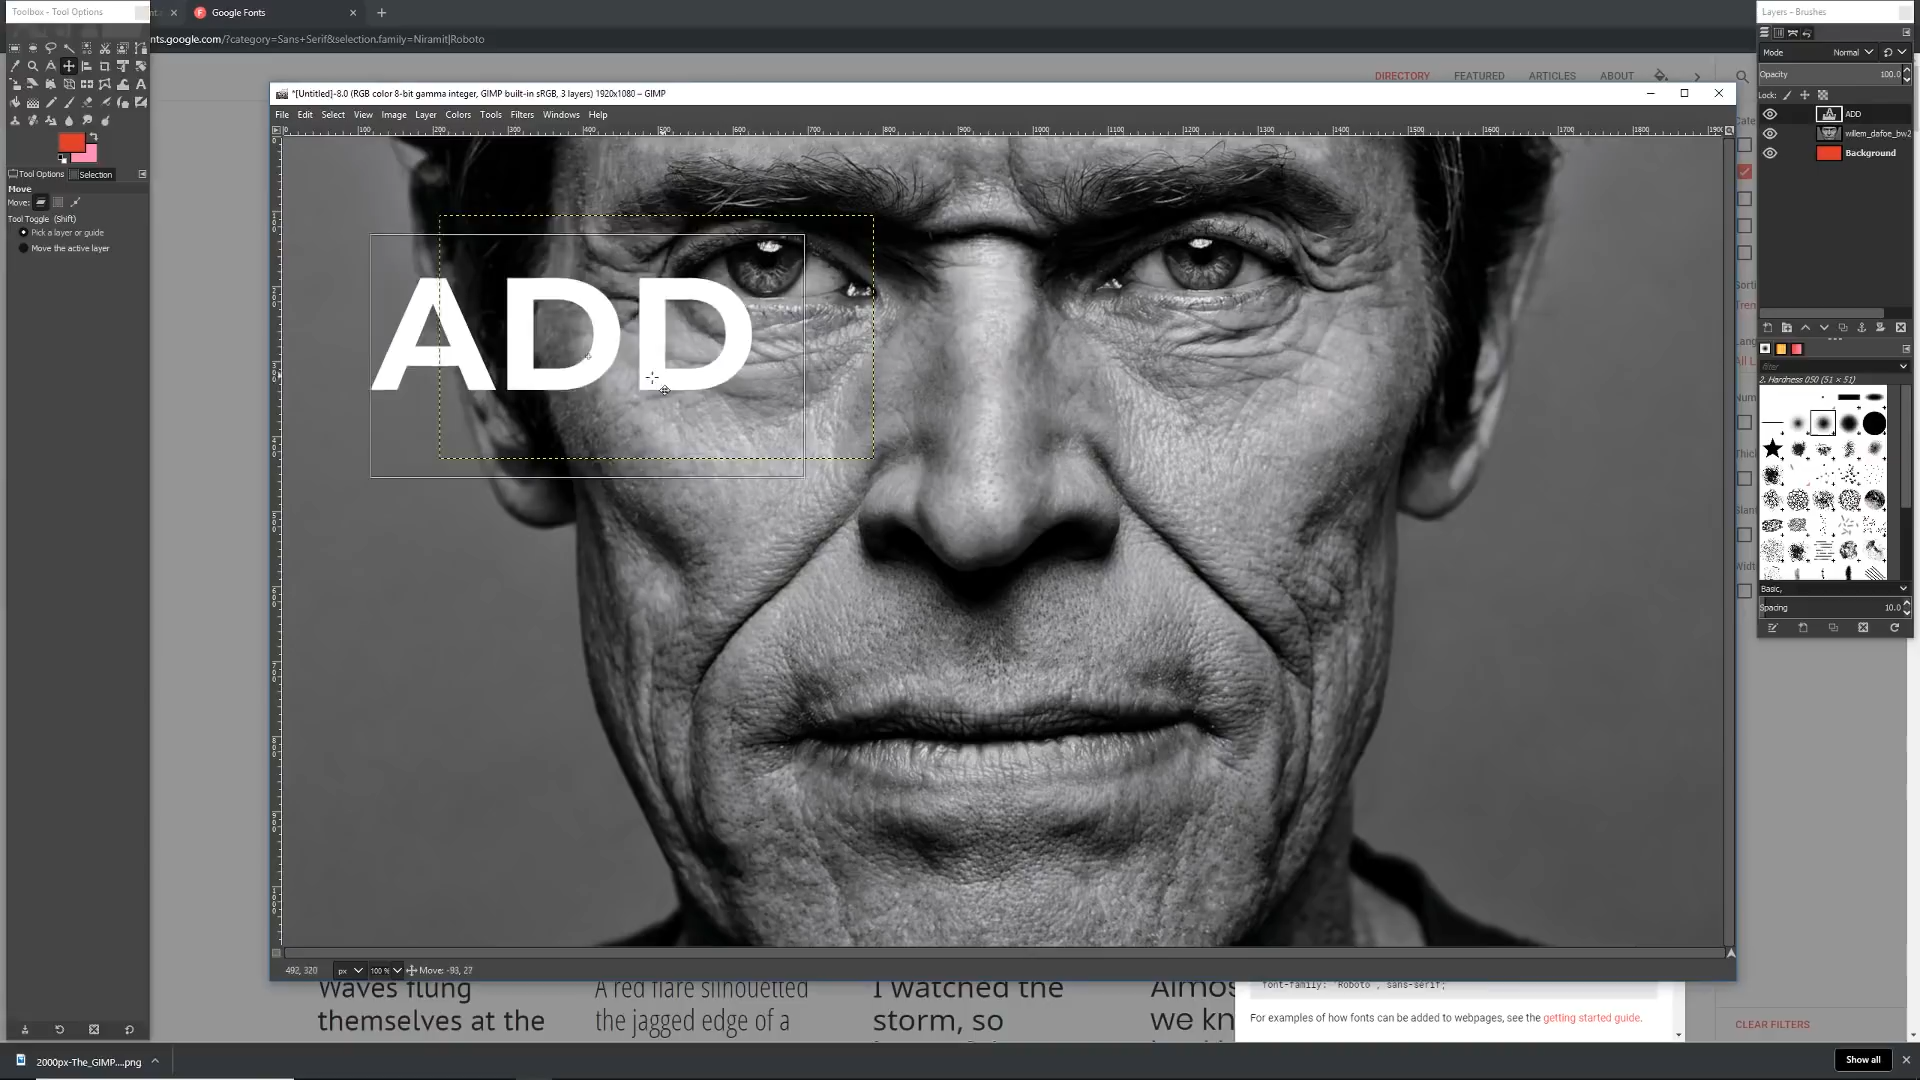 Toolbox - Tool Options
Google Fonts
nts.google.com/?category=Sans+Serif&selection.family=Niramit|Roboto
DIRECTORY
FEATURED
ARTICLES
ABOUT
*[Untitled]-8.0 (RGB color 8-bit gamma integer, GIMP built-in sRGB, 3 layers) 1920x1080 – GIMP
File Edit Select View Image Layer Colors Tools Filters Windows Help
Tool Options
Selection
Move
Move:
Tool Toggle (Shift)
Pick a layer or guide
Move the active layer
ADD
492, 320
px
100 %
Move: -93, 27
Layers - Brushes
Mode
Normal
Opacity
100.0
Lock:
ADD
willem_dafoe_bw2
Background
filter
2. Hardness 050 (51 × 51)
Basic,
Spacing
10.0
Waves flung
themselves at the
A red flare silhouetted
the jagged edge of a
I watched the
storm, so
Almos
we kn
font-family: 'Roboto', sans-serif;
For examples of how fonts can be added to webpages, see the getting started guide.
CLEAR FILTERS
2000px-The_GIMP....png
Show all